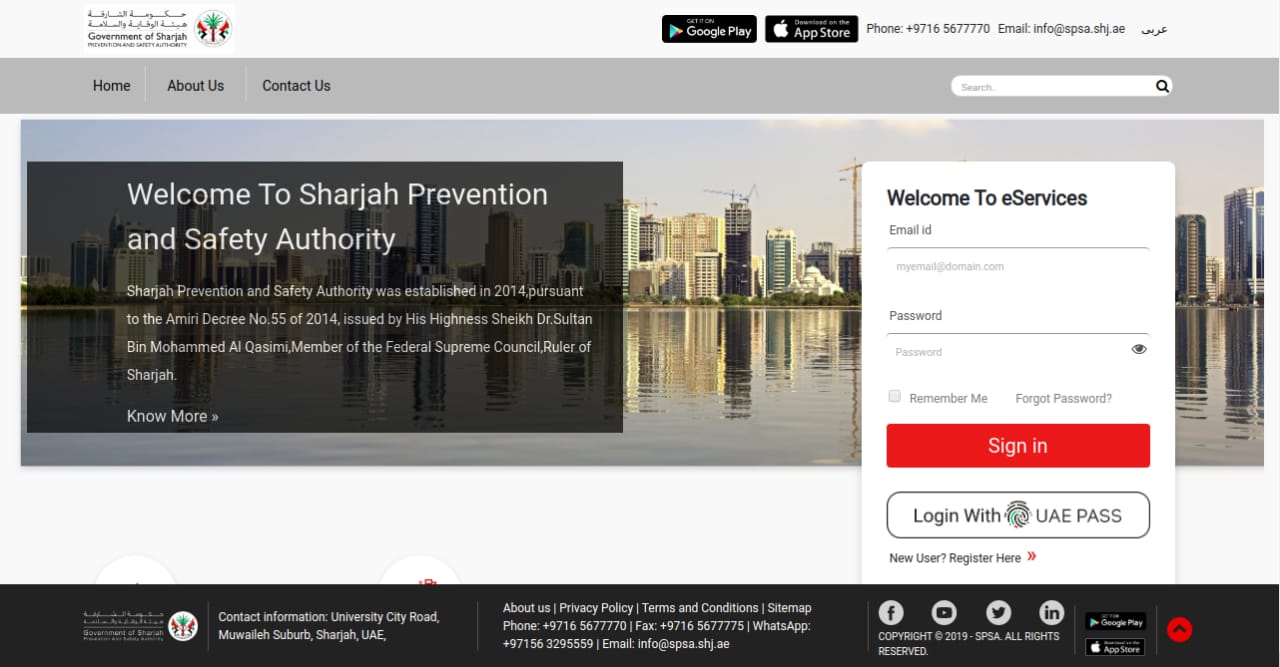 حكومة الشارقة
هيئة الوقاية والسلامة
Government of Sharjah
PREVENTION AND SAFETY AUTHORITY
GET IT ON
Google Play
Download on the
App Store
Phone: +9716 5677770 Email: info@spsa.shj.ae عربى
Home About Us Contact Us
Search..
Welcome To Sharjah Prevention
and Safety Authority
Sharjah Prevention and Safety Authority was established in 2014,pursuant
to the Amiri Decree No.55 of 2014, issued by His Highness Sheikh Dr.Sultan
Bin Mohammed Al Qasimi,Member of the Federal Supreme Council,Ruler of
Sharjah.
Know More »
Welcome To eServices
Email id
myemail@domain.com
Password
Password
Remember Me Forgot Password?
Sign in
Login With UAE PASS
New User? Register Here »
حكومة الشارقة
هيئة الوقاية والسلامة
Government of Sharjah
Prevention And Safety Authority
Contact information: University City Road,
Muwaileh Suburb, Sharjah, UAE,
About us | Privacy Policy | Terms and Conditions | Sitemap
Phone: +9716 5677770 | Fax: +9716 5677775 | WhatsApp:
+97156 3295559 | Email: info@spsa.shj.ae
COPYRIGHT © 2019 - SPSA. ALL RIGHTS
RESERVED.
GET IT ON
Google Play
Download on the
App Store